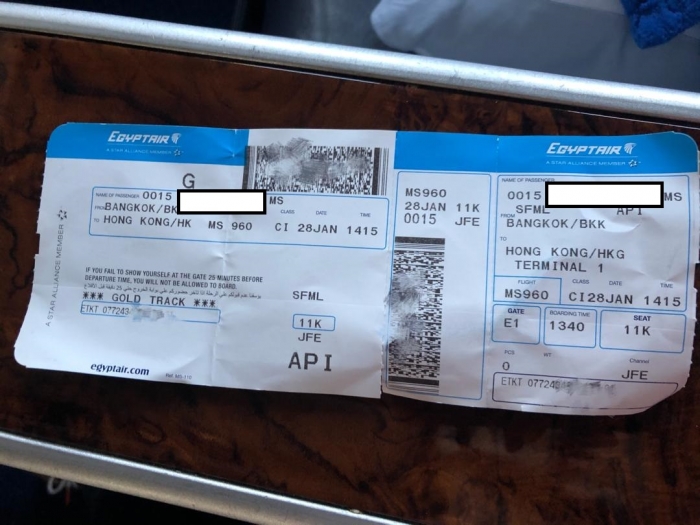 EGYPTAIR
A STAR ALLIANCE MEMBER
G
NAME OF PASSENGER 0015 MS
FROM BANGKOK/BK
TO HONG KONG/HK MS 960
CLASS DATE TIME
CI 28JAN 1415
A STAR ALLIANCE MEMBER
IF YOU FAIL TO SHOW YOURSELF AT THE GATE 25 MINUTES BEFORE
DEPARTURE TIME, YOU WILL NOT BE ALLOWED TO BOARD.
*** GOLD TRACK ***
ETKT 077243
SFML
11K
JFE
API
egyptair.com
MS960
28JAN 11K
0015 JFE
EGYPTAIR
A STAR ALLIANCE MEMBER
NAME OF PASSENGER
0015 MS
SFML API
FROM BANGKOK/BKK
TO
HONG KONG/HKG
TERMINAL 1
FLIGHT CLASS DATE TIME
MS960 CI28JAN 1415
GATE BOARDING TIME SEAT
E1 1340 11K
PCS WT Channel
0 JFE
ETKT 077243